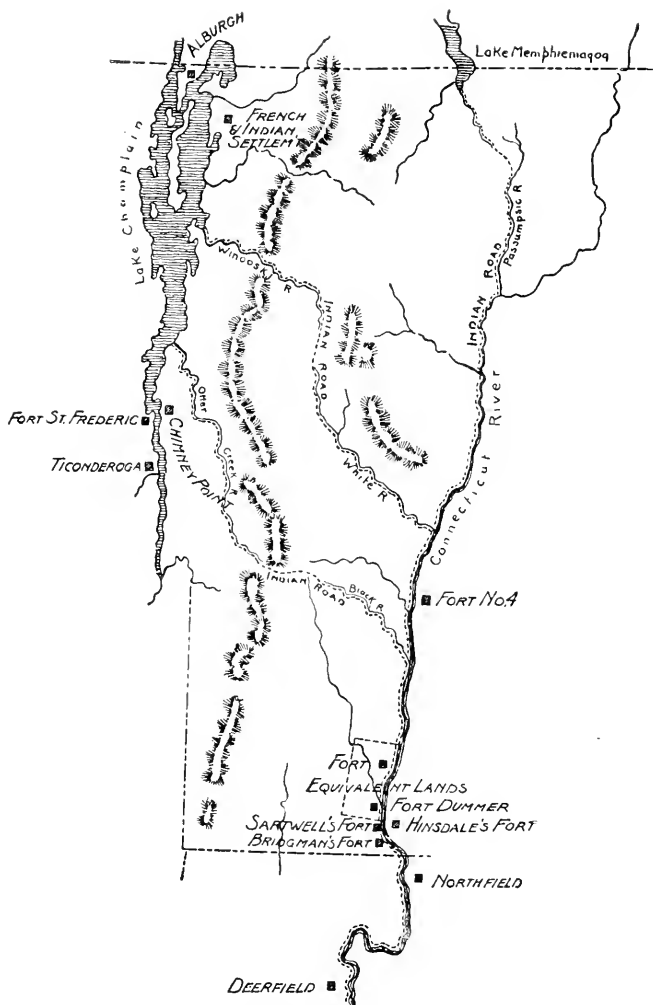 ALBURGH
Lake Memphremagog
FRENCH
& INDIAN
SETTLEM'T
Lake Champlain
Passumpsic R
INDIAN ROAD
WINOOSKI R
INDIAN
ROAD
Otter
Creek R
FORT ST. FREDERIC
CHIMNEY POINT
TICONDEROGA
White R
Connecticut River
INDIAN ROAD
Black R
FORT NO.4
FORT
EQUIVALENT LANDS
FORT DUMMER
SARTWELL'S FORT
HINSDALE'S FORT
BRIDGMAN'S FORT
NORTHFIELD
DEERFIELD